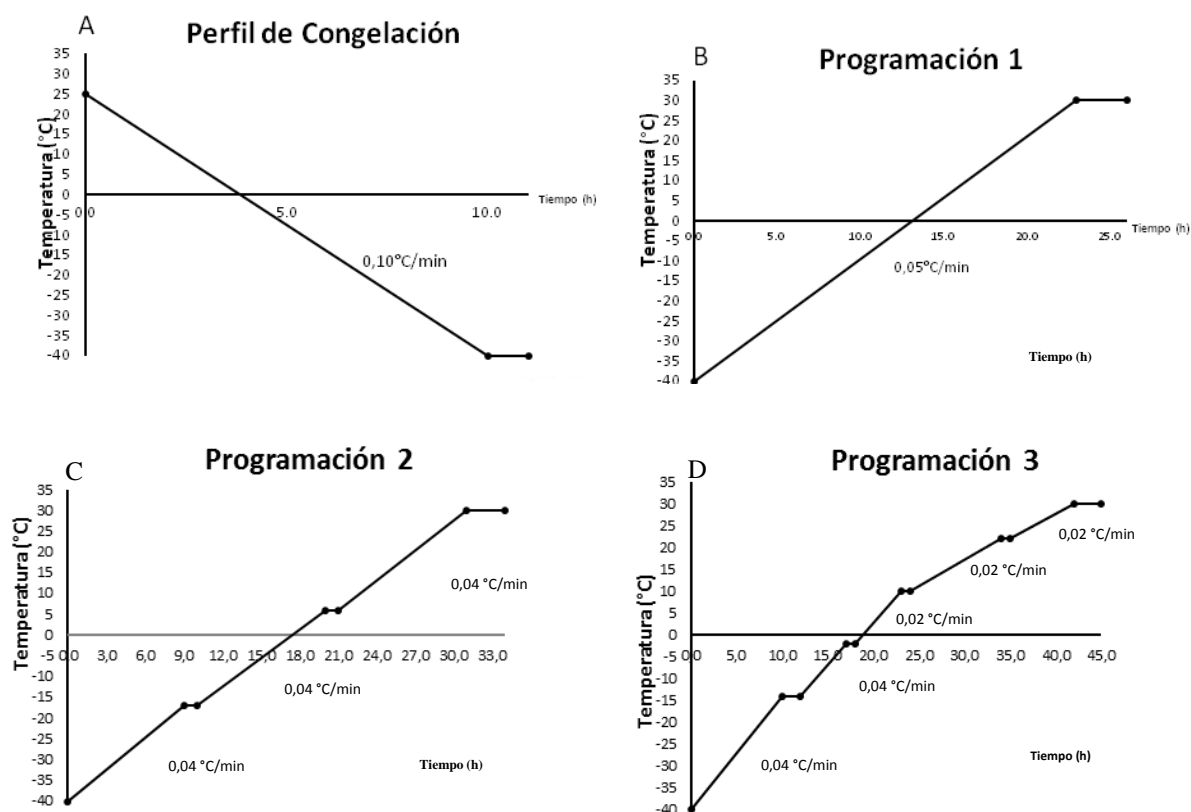 A
Perfil de Congelación
Temperatura (°C)
35
30
25
20
15
10
5
0
-5
-10
-15
-20
-25
-30
-35
-40
0.0 5.0 10.0
Tiempo (h)
0,10°C/min
B
Programación 1
Temperatura (°C)
35
30
25
20
15
10
5
0
-5
-10
-15
-20
-25
-30
-35
-40
0.0 5.0 10.0 15.0 20.0 25.0
Tiempo (h)
0,05°C/min
Tiempo (h)
C
Programación 2
Temperatura (°C)
35
30
25
20
15
10
5
0
-5
-10
-15
-20
-25
-30
-35
-40
0,0 3,0 6,0 9,0 12,0 15,0 18,0 21,0 24,0 27,0 30,0 33,0
0,04 °C/min
0,04 °C/min
0,04 °C/min
Tiempo (h)
D
Programación 3
Temperatura (°C)
35
30
25
20
15
10
5
0
-5
-10
-15
-20
-25
-30
-35
-40
0,0 5,0 10,0 15,0 20,0 25,0 30,0 35,0 40,0 45,0
0,02 °C/min
0,02 °C/min
0,02 °C/min
0,04 °C/min
0,04 °C/min
Tiempo (h)